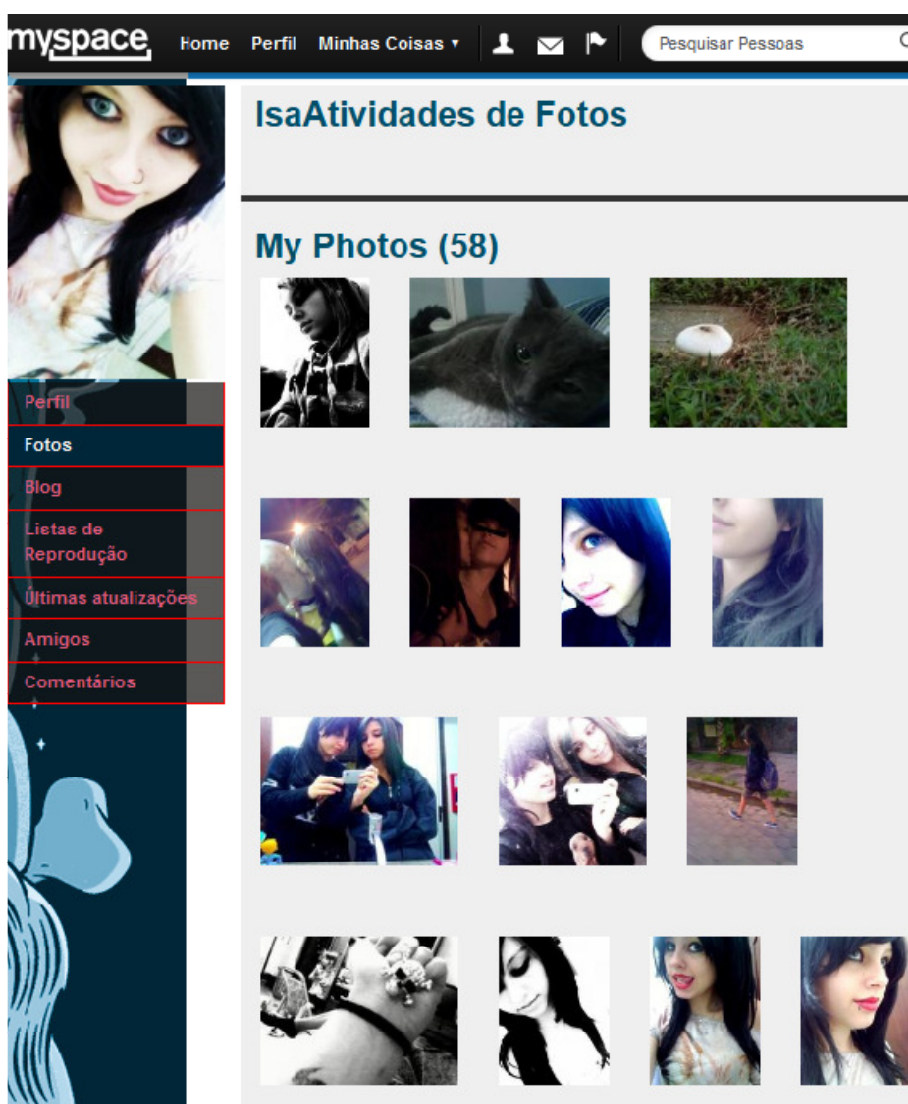 myspace Home Perfil Minhas Coisas ▾ Pesquisar Pessoas
IsaAtividades de Fotos
My Photos (58)
Perfil
Fotos
Blog
Listas de
Reprodução
Últimas atualizações
Amigos
Comentários